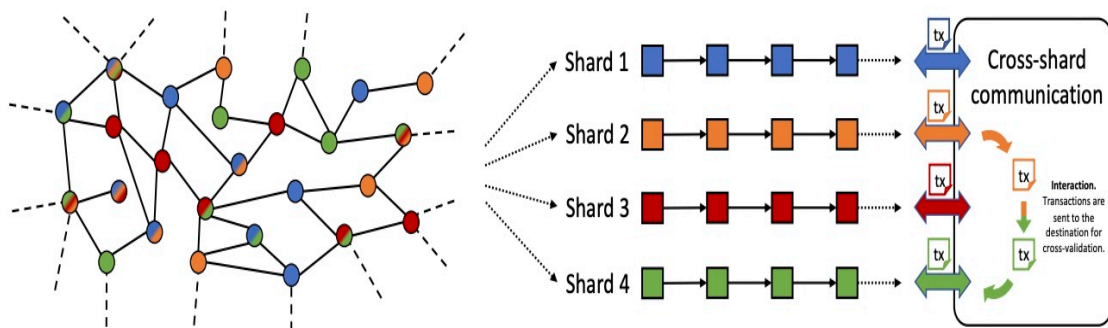 Shard 1
Shard 2
Shard 3
Shard 4
tx
tx
tx
tx
Cross-shard
communication
tx
tx
Interaction.
Transactions are
sent to the
destination for
cross-validation.